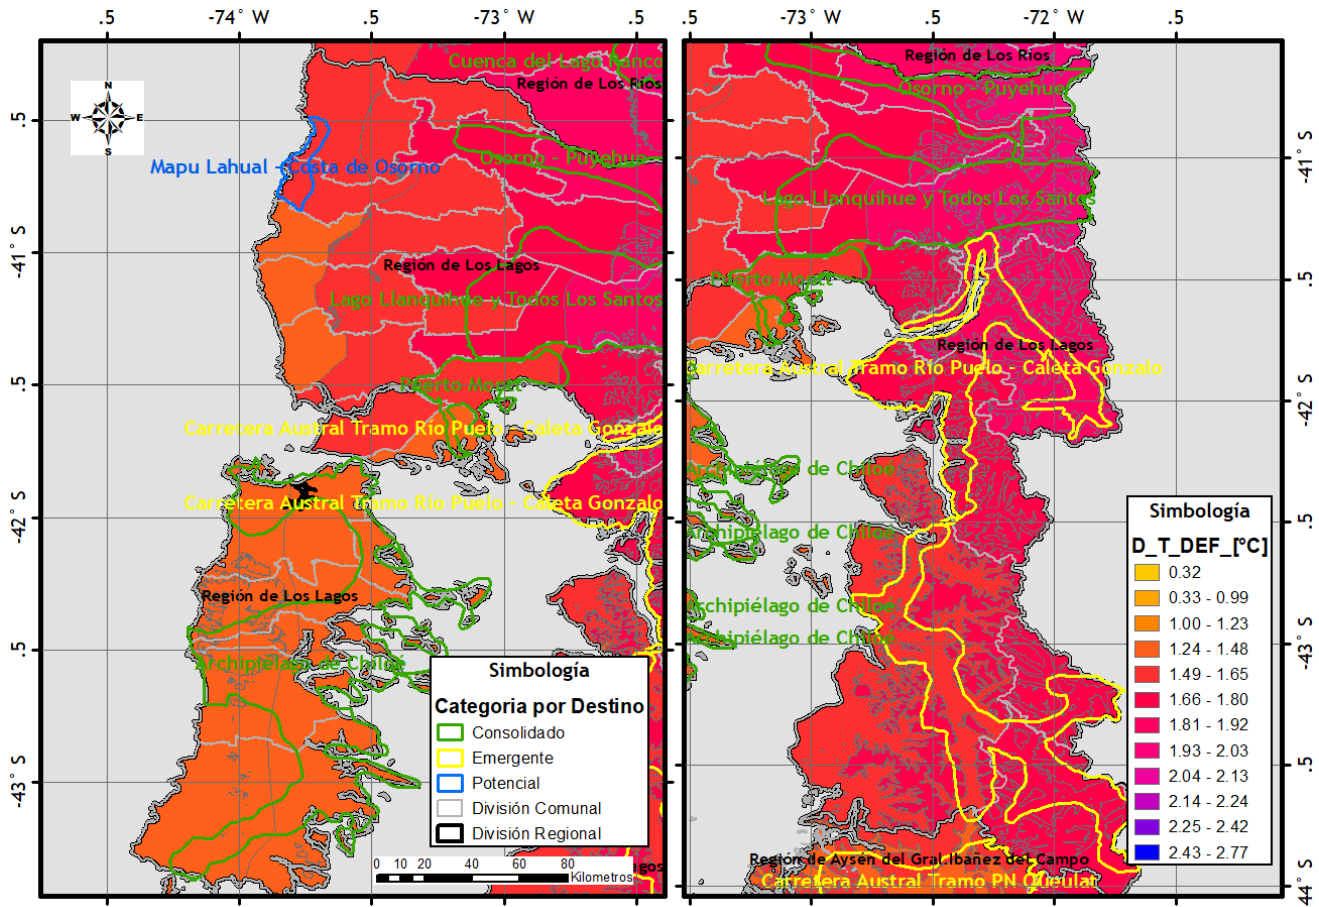 .5
-74° W
.5
-73° W
.5
.5
-73° W
.5
-72° W
.5
N
W
E
S
.5
-41° S
.5
-42° S
.5
-43° S
Cuenca del Lago Ranco
Región de Los Ríos
Mapu Lahual - Costa de Osorno
Osorno - Puyehue
Región de Los Lagos
Lago Llanquihue y Todos Los Santos
Puerto Montt
Carretera Austral Tramo Río Puelo - Caleta Gonzalo
Carretera Austral Tramo Río Puelo - Caleta Gonzalo
Región de Los Lagos
Archipiélago de Chiloé
Simbología
Categoria por Destino
Consolidado
Emergente
Potencial
División Comunal
División Regional
0 10 20 40 60 80
Kilometros
agos
Región de Los Ríos
Osorno - Puyehue
Lago Llanquihue y Todos Los Santos
Puerto Montt
Región de Los Lagos
Carretera Austral Tramo Río Puelo - Caleta Gonzalo
Archipiélago de Chiloé
Archipiélago de Chiloé
Archipiélago de Chiloé
Archipiélago de Chiloé
Región de Aysén del Gral.Ibañez del Campo
Carretera Austral Tramo PN Queulat
Simbología
D_T_DEF_[ºC]
0.32
0.33 - 0.99
1.00 - 1.23
1.24 - 1.48
1.49 - 1.65
1.66 - 1.80
1.81 - 1.92
1.93 - 2.03
2.04 - 2.13
2.14 - 2.24
2.25 - 2.42
2.43 - 2.77
-41° S
.5
-42° S
.5
-43° S
.5
-44° S